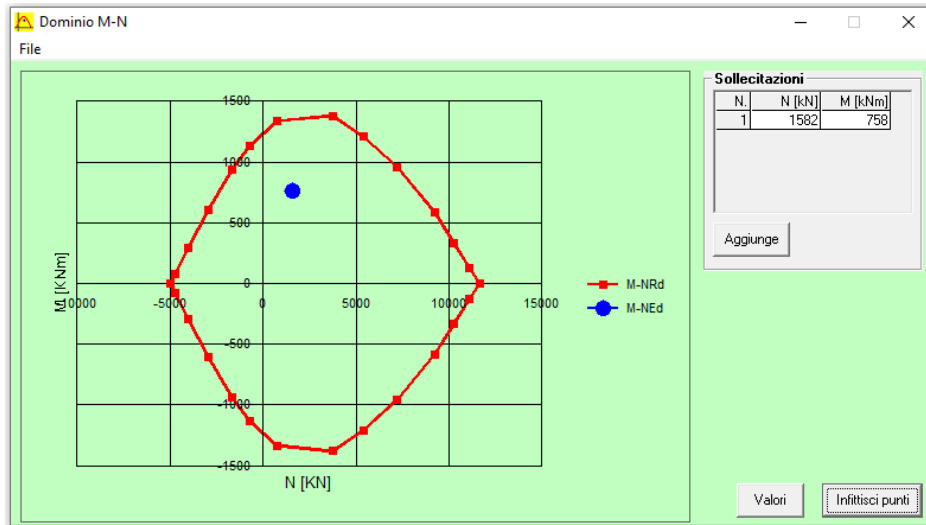 Dominio M-N
File
Sollecitazioni
N. N [kN] M [kNm]
1 1582 758
Aggiunge
1500
1000
500
0
-500
-1000
-1500
-10000 -5000 0 5000 10000 15000
M [KNm]
N [KN]
M-NRd
M-NEd
Valori
Infittisci punti